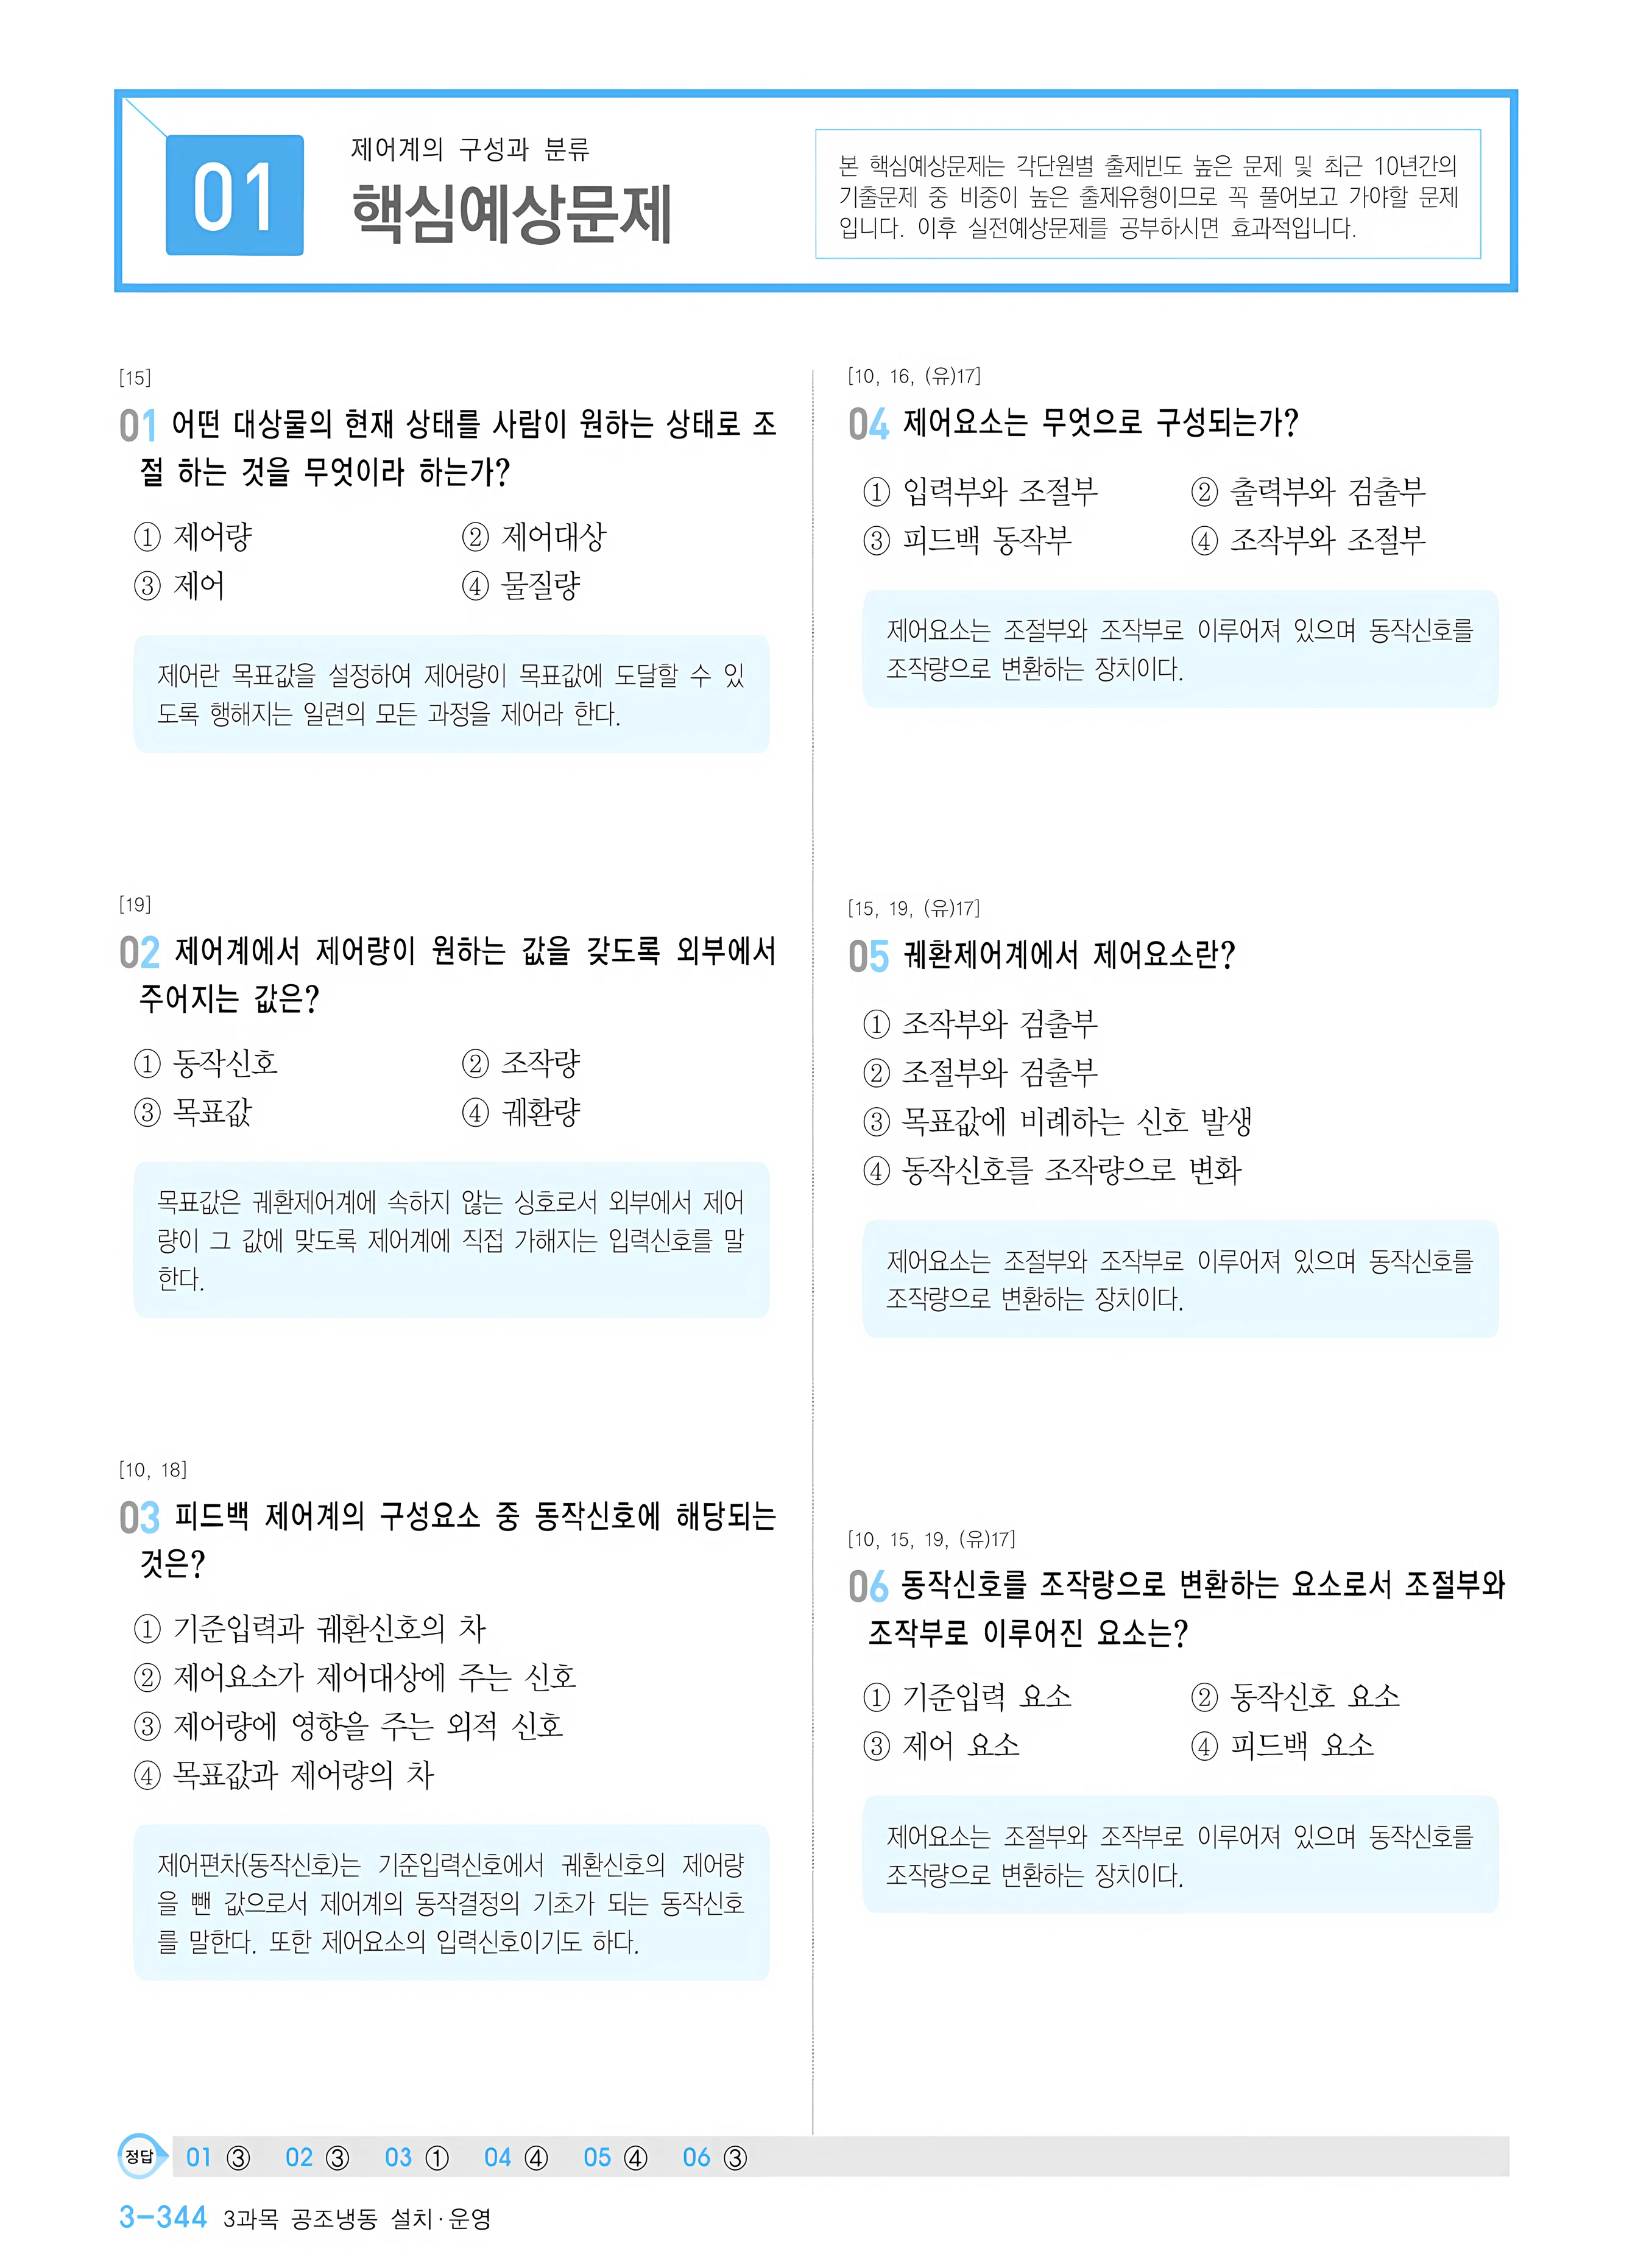 01
제어계의 구성과 분류
핵심예상문제
본 핵심예상문제는 각단원별 출제빈도 높은 문제 및 최근 10년간의
기출문제 중 비중이 높은 출제유형이므로 꼭 풀어보고 가야할 문제
입니다. 이후 실전예상문제를 공부하시면 효과적입니다.
[15]
01 어떤 대상물의 현재 상태를 사람이 원하는 상태로 조
절 하는 것을 무엇이라 하는가?
① 제어량 ② 제어대상
③ 제어 ④ 물질량
제어란 목표값을 설정하여 제어량이 목표값에 도달할 수 있
도록 행해지는 일련의 모든 과정을 제어라 한다.
[19]
02 제어계에서 제어량이 원하는 값을 갖도록 외부에서
주어지는 값은?
① 동작신호 ② 조작량
③ 목표값 ④ 궤환량
목표값은 궤환제어계에 속하지 않는 싱호로서 외부에서 제어
량이 그 값에 맞도록 제어계에 직접 가해지는 입력신호를 말
한다.
[10, 18]
03 피드백 제어계의 구성요소 중 동작신호에 해당되는
것은?
① 기준입력과 궤환신호의 차
② 제어요소가 제어대상에 주는 신호
③ 제어량에 영향을 주는 외적 신호
④ 목표값과 제어량의 차
제어편차(동작신호)는 기준입력신호에서 궤환신호의 제어량
을 뺀 값으로서 제어계의 동작결정의 기초가 되는 동작신호
를 말한다. 또한 제어요소의 입력신호이기도 하다.
[10, 16, (유)17]
04 제어요소는 무엇으로 구성되는가?
① 입력부와 조절부 ② 출력부와 검출부
③ 피드백 동작부 ④ 조작부와 조절부
제어요소는 조절부와 조작부로 이루어져 있으며 동작신호를
조작량으로 변환하는 장치이다.
[15, 19, (유)17]
05 궤환제어계에서 제어요소란?
① 조작부와 검출부
② 조절부와 검출부
③ 목표값에 비례하는 신호 발생
④ 동작신호를 조작량으로 변화
제어요소는 조절부와 조작부로 이루어져 있으며 동작신호를
조작량으로 변환하는 장치이다.
[10, 15, 19, (유)17]
06 동작신호를 조작량으로 변환하는 요소로서 조절부와
조작부로 이루어진 요소는?
① 기준입력 요소 ② 동작신호 요소
③ 제어 요소 ④ 피드백 요소
제어요소는 조절부와 조작부로 이루어져 있으며 동작신호를
조작량으로 변환하는 장치이다.
정답 01 ③ 02 ③ 03 ① 04 ④ 05 ④ 06 ③
3-344 3과목 공조냉동 설치·운영